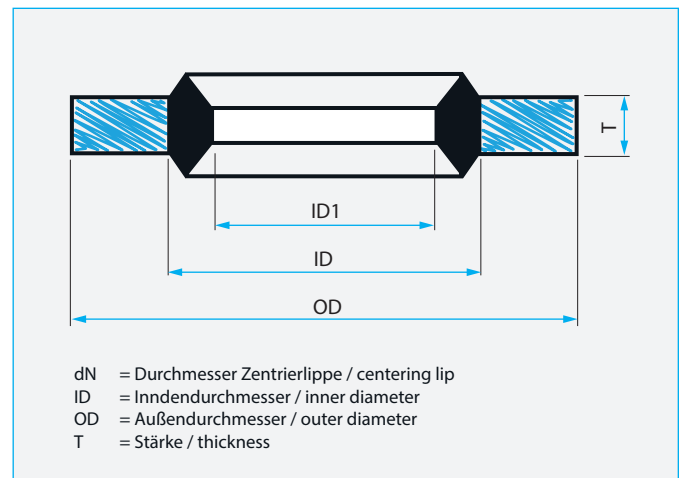 T
ID1
ID
OD
dN = Durchmesser Zentrierlippe / centering lip
ID = Inndendurchmesser / inner diameter
OD = Außendurchmesser / outer diameter
T = Stärke / thickness